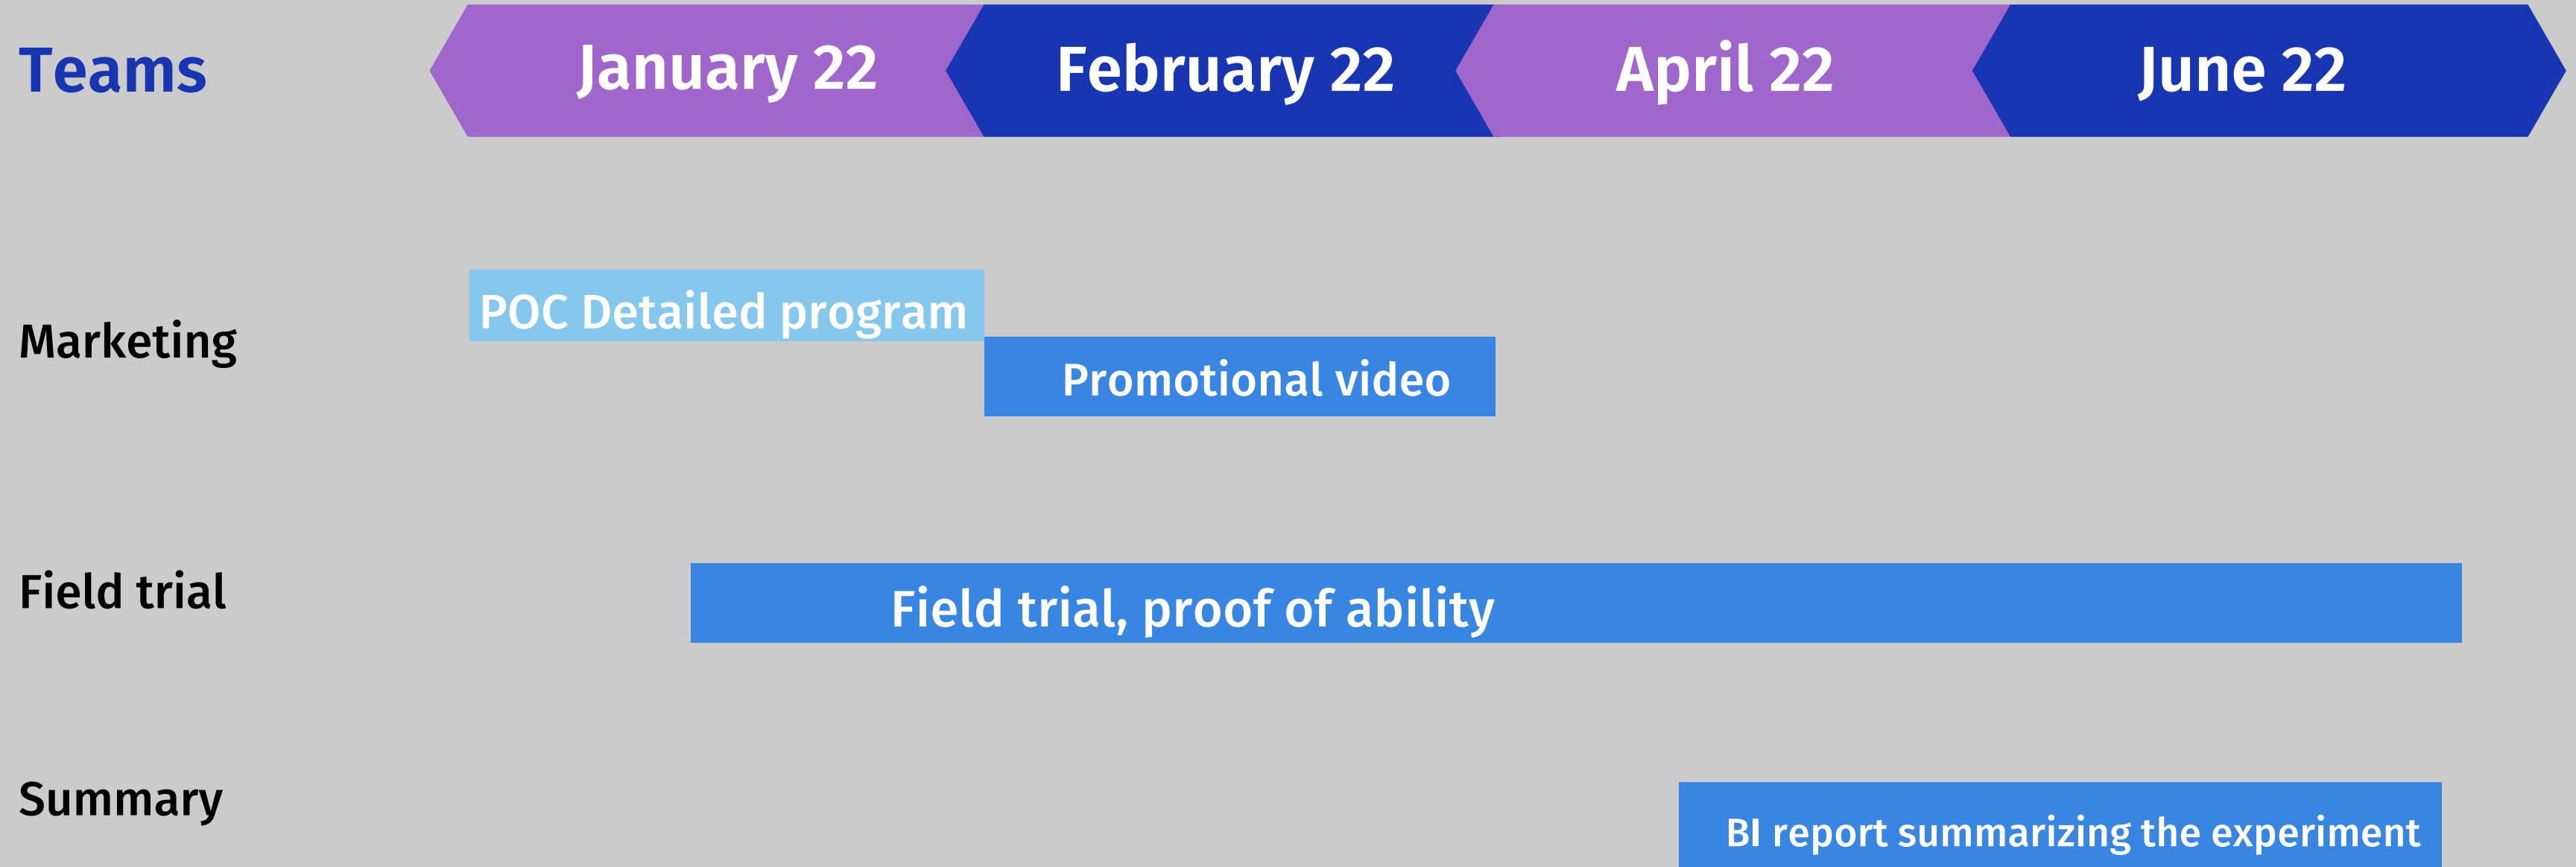 Teams
January 22
February 22
April 22
June 22
Marketing
POC Detailed program
Promotional video
Field trial
Field trial, proof of ability
Summary
BI report summarizing the experiment